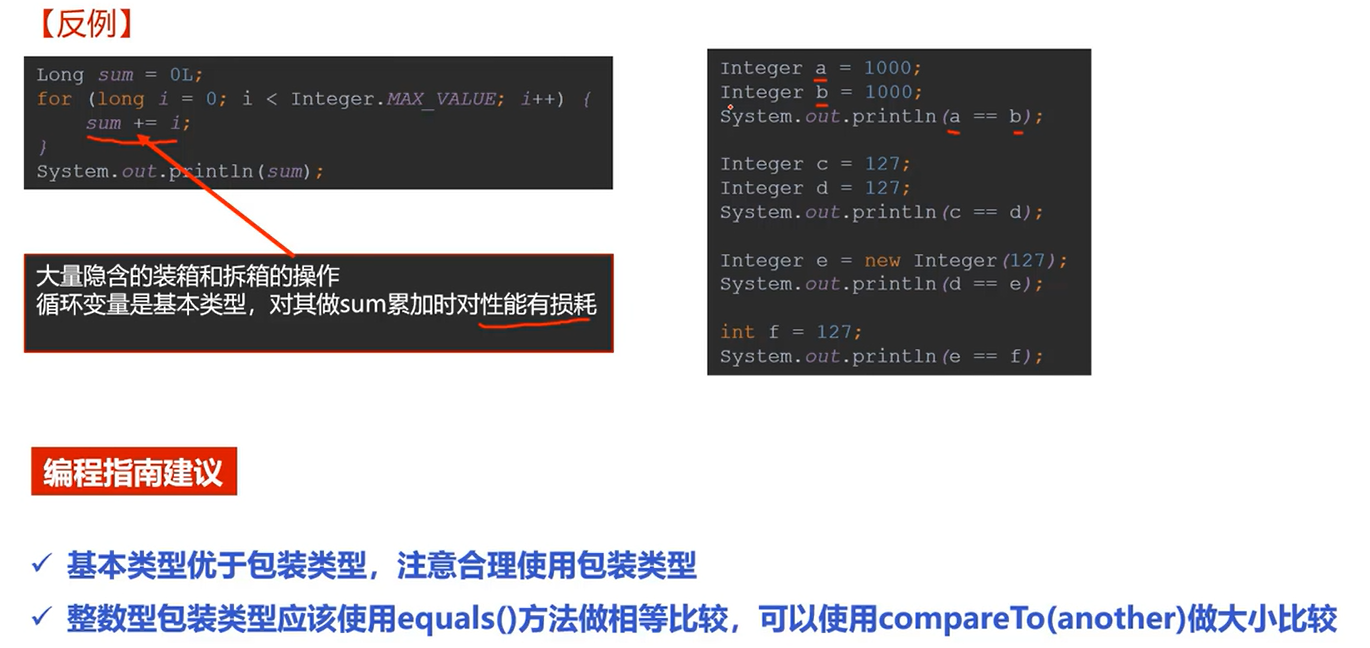 【反例】
Long sum = 0L;
for (long i = 0; i < Integer.MAX_VALUE; i++) {
    sum += i;
}
System.out.println(sum);
大量隐含的装箱和拆箱的操作
循环变量是基本类型，对其做sum累加时对性能有损耗
Integer a = 1000;
Integer b = 1000;
System.out.println(a == b);
Integer c = 127;
Integer d = 127;
System.out.println(c == d);
Integer e = new Integer(127);
System.out.println(d == e);
int f = 127;
System.out.println(e == f);
编程指南建议
✓ 基本类型优于包装类型，注意合理使用包装类型
✓ 整数型包装类型应该使用equals()方法做相等比较，可以使用compareTo(another)做大小比较